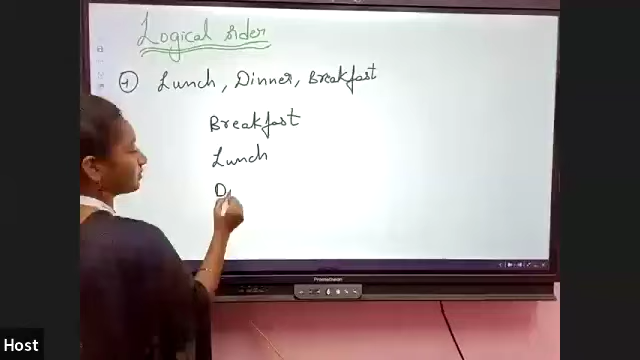 Logical order
1 Lunch, Dinner, Breakfast
Breakfast
Lunch
D
Host